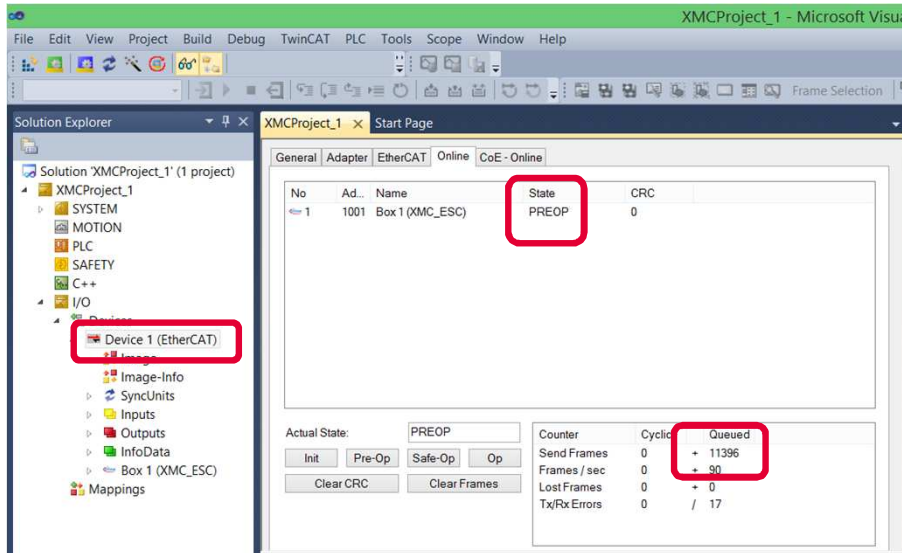 XMCProject_1 - Microsoft Visua
File Edit View Project Build Debug TwinCAT PLC Tools Scope Window Help
Frame Selection
Solution Explorer
XMCProject_1 Start Page
Solution 'XMCProject_1' (1 project)
XMCProject_1
SYSTEM
MOTION
PLC
SAFETY
C++
I/O
Devices
Device 1 (EtherCAT)
Image
Image-Info
SyncUnits
Inputs
Outputs
InfoData
Box 1 (XMC_ESC)
Mappings
General Adapter EtherCAT Online CoE - Online
No Ad... Name State CRC
1 1001 Box 1 (XMC_ESC) PREOP 0
Actual State: PREOP
Init Pre-Op Safe-Op Op
Clear CRC Clear Frames
Counter Cyclic Queued
Send Frames 0 + 11396
Frames / sec 0 + 90
Lost Frames 0 + 0
Tx/Rx Errors 0 / 17